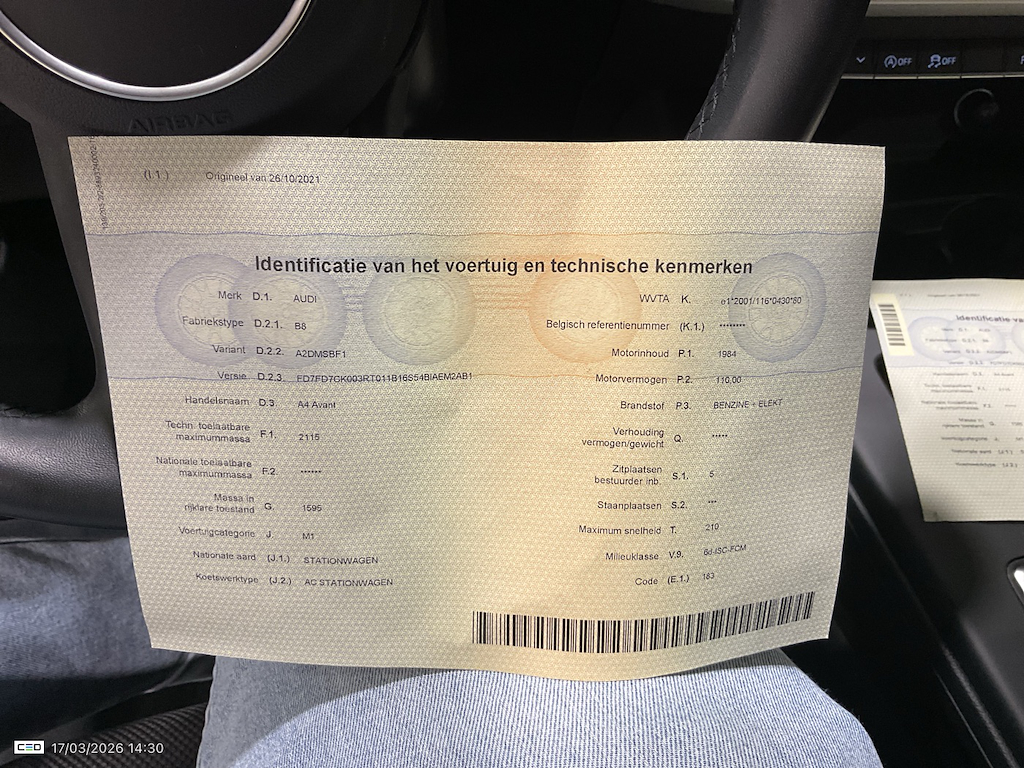 AIRBAG
OFF
OFF
(I.1.) Origineel van 26/10/2021
Identificatie van het voertuig en technische kenmerken
Merk D.1. AUDI
Fabriekstype D.2.1. B8
Variant D.2.2. A2DMSBF1
Versie D.2.3. FD7FD7GK003RT011B16S54BIAEM2AB1
Handelsnaam D.3. A4 Avant
Techn. toelaatbare
maximummassa F.1. 2115
Nationale toelaatbare
maximummassa F.2. ******
Massa in
rijklare toestand G. 1595
Voertuigcategorie J. M1
Nationale aard (J.1.) STATIONWAGEN
Koetswerktype (J.2.) AC STATIONWAGEN
WVTA K. e1*2001/116*0430*80
Belgisch referentienummer (K.1.) ********
Motorinhoud P.1. 1984
Motorvermogen P.2. 110,00
Brandstof P.3. BENZINE + ELEKT
Verhouding
vermogen/gewicht Q. *****
Zitplaatsen
bestuurder inb. S.1. 5
Staanplaatsen S.2. ***
Maximum snelheid T. 210
Milieuklasse V.9. 6d-ISC-FCM
Code (E.1.) 183
Identificatie va
CEO 17/03/2026 14:30